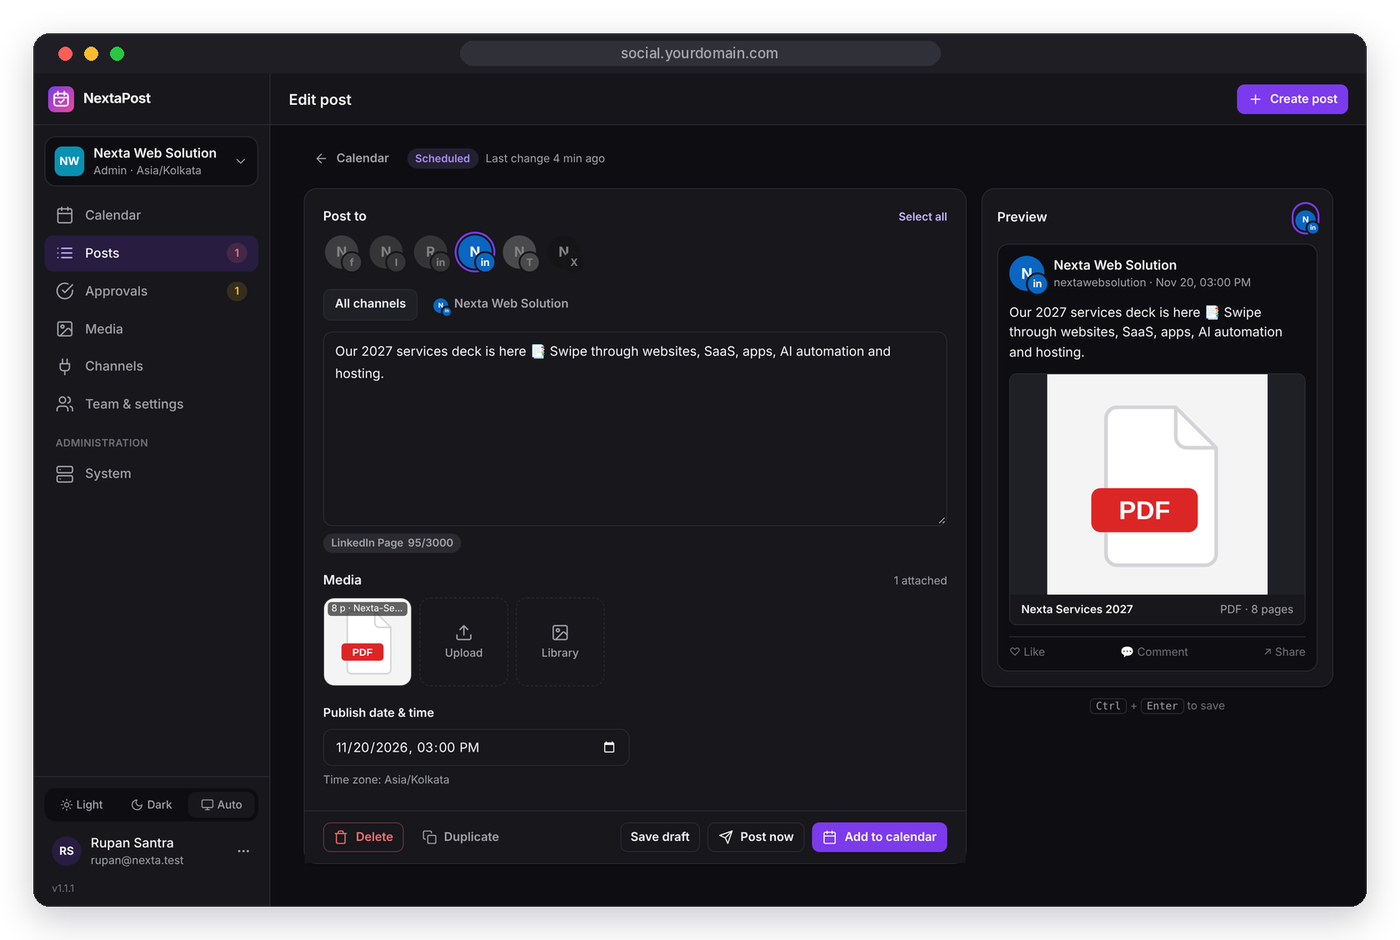 social.yourdomain.com
NextaPost
Edit post
Create post
NW
Nexta Web Solution
Admin · Asia/Kolkata
Calendar
Posts 1
Approvals 1
Media
Channels
Team & settings
ADMINISTRATION
System
Light Dark Auto
RS
Rupan Santra
rupan@nexta.test
v1.1.1
Calendar Scheduled Last change 4 min ago
Post to Select all
N f N I R in N in N T N X
All channels N in Nexta Web Solution
Our 2027 services deck is here 📑 Swipe through websites, SaaS, apps, AI automation and
hosting.
LinkedIn Page 95/3000
Media 1 attached
8 p · Nexta-Se...
PDF
Upload
Library
Publish date & time
11/20/2026, 03:00 PM
Time zone: Asia/Kolkata
Delete Duplicate Save draft Post now Add to calendar
Preview N in
N in
Nexta Web Solution
nextawebsolution · Nov 20, 03:00 PM
Our 2027 services deck is here 📑 Swipe
through websites, SaaS, apps, AI automation
and hosting.
PDF
Nexta Services 2027 PDF · 8 pages
♡ Like 💬 Comment ↗ Share
Ctrl + Enter to save